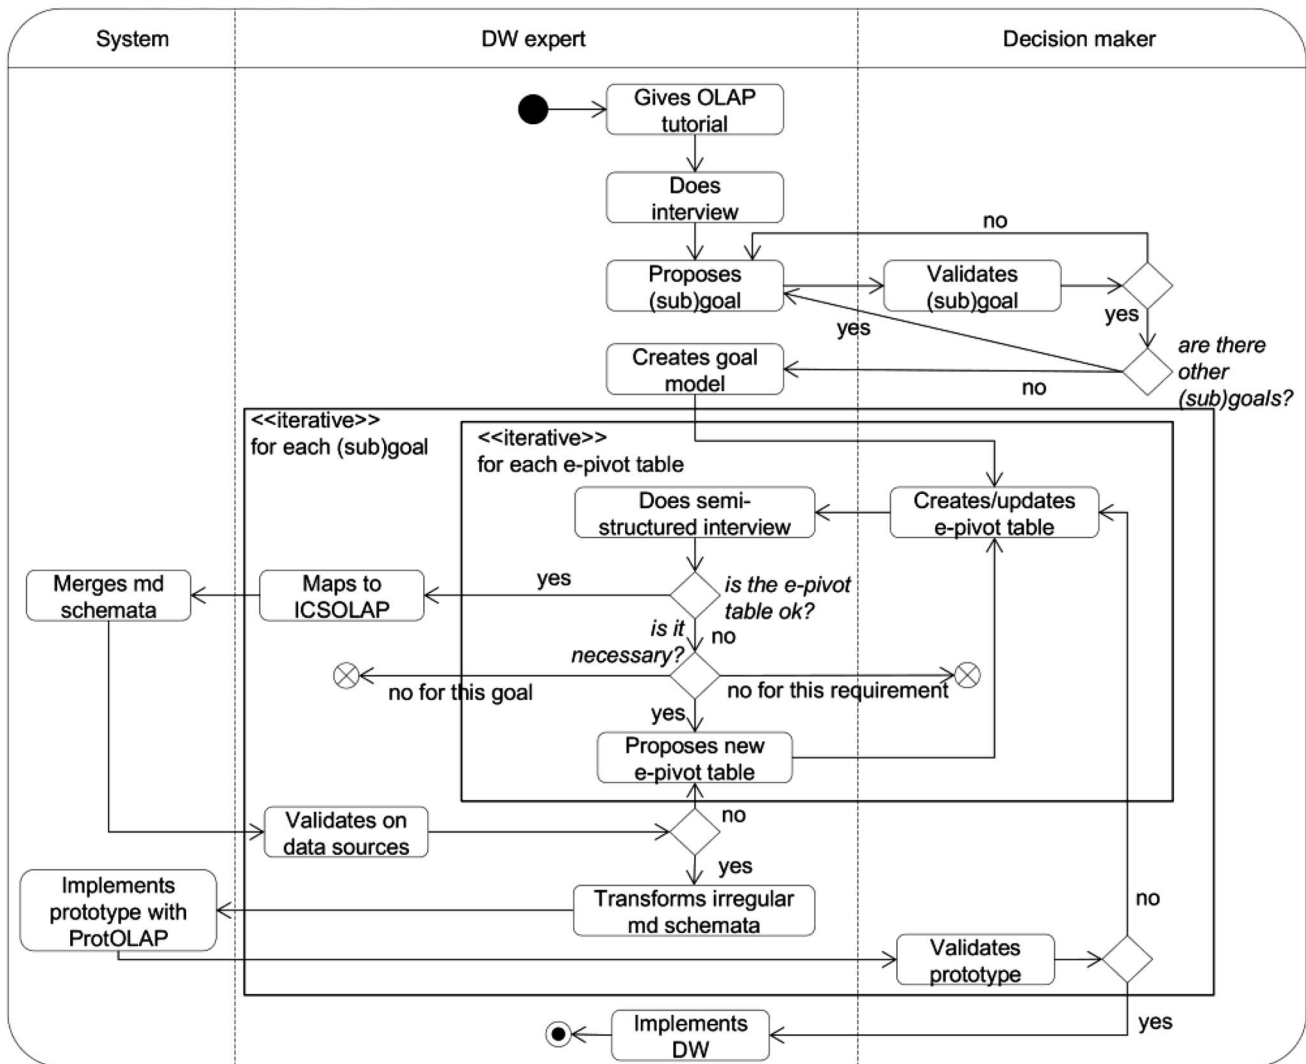 System
DW expert
Decision maker
Gives OLAP
tutorial
Does
interview
no
Proposes
(sub)goal
Validates
(sub)goal
yes
yes
are there
other
(sub)goals?
Creates goal
model
no
<<iterative>>
for each (sub)goal
<<iterative>>
for each e-pivot table
Does semi-
structured interview
Creates/updates
e-pivot table
Merges md
schemata
Maps to
ICSOLAP
yes
is the e-pivot
table ok?
is it
necessary?
no
no for this goal
no for this requirement
yes
Proposes new
e-pivot table
Validates on
data sources
no
yes
Implements
prototype with
ProtOLAP
Transforms irregular
md schemata
no
Validates
prototype
Implements
DW
yes